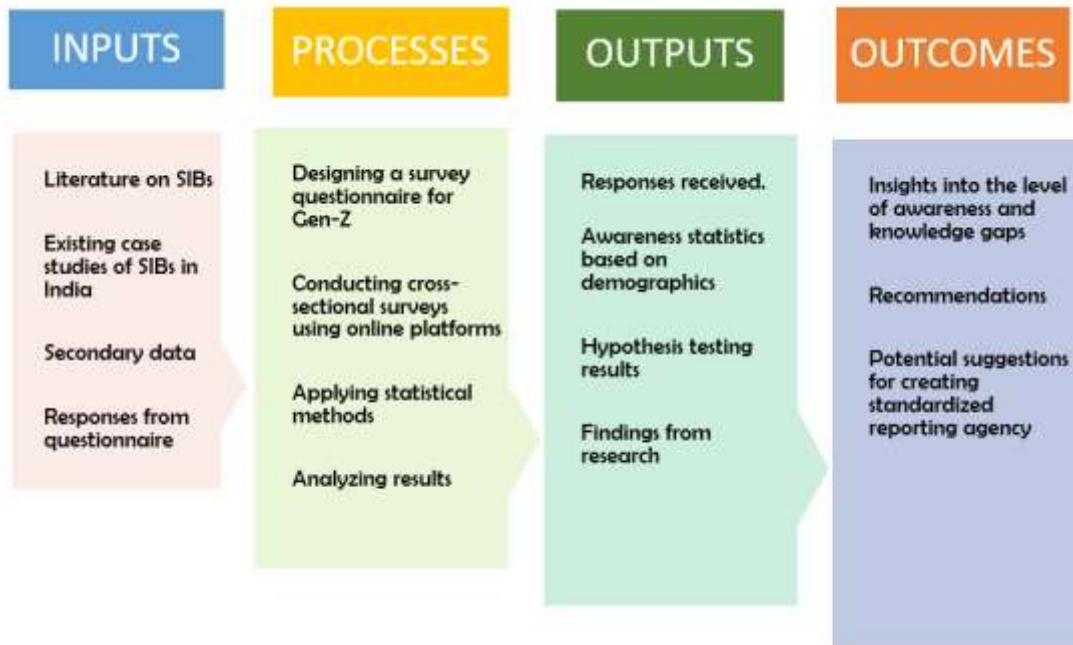 INPUTS
PROCESSES
OUTPUTS
OUTCOMES
Literature on SIBs
Existing case
studies of SIBs in
India
Secondary data
Responses from
questionnaire
Designing a survey
questionnaire for
Gen-Z
Conducting cross-
sectional surveys
using online platforms
Applying statistical
methods
Analyzing results
Responses received.
Awareness statistics
based on
demographics
Hypothesis testing
results
Findings from
research
Insights into the level
of awareness and
knowledge gaps
Recommendations
Potential suggestions
for creating
standardized
reporting agency